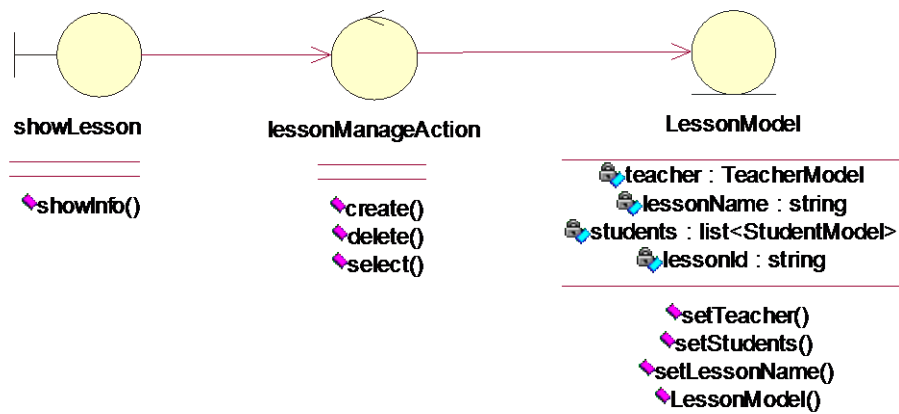 showLesson
showInfo()
lessonManageAction
create()
delete()
select()
LessonModel
teacher : TeacherModel
lessonName : string
students : list<StudentModel>
lessonId : string
setTeacher()
setStudents()
setLessonName()
LessonModel()